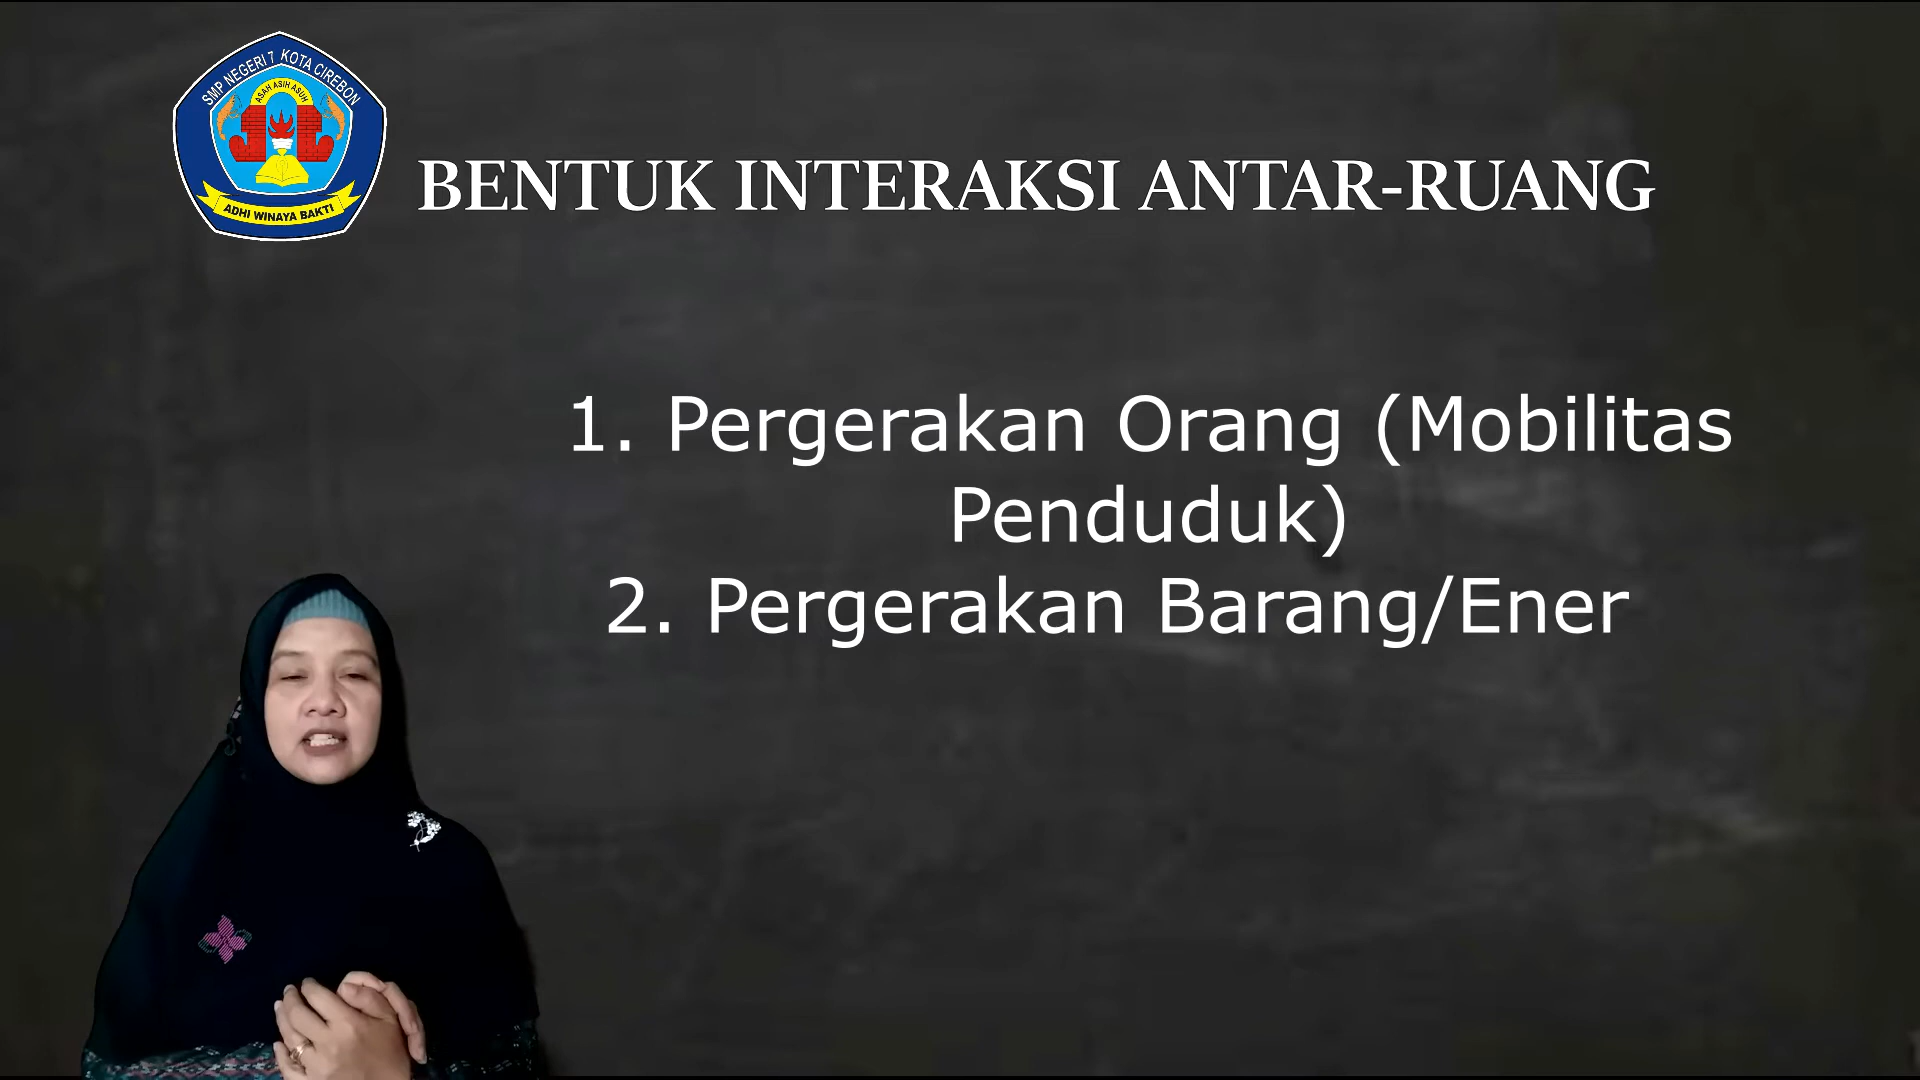 SMP NEGERI 7 KOTA CIREBON
ASAH ASIH ASUH
ADHI WINAYA BAKTI
BENTUK INTERAKSI ANTAR-RUANG
1. Pergerakan Orang (Mobilitas
Penduduk)
2. Pergerakan Barang/Ener